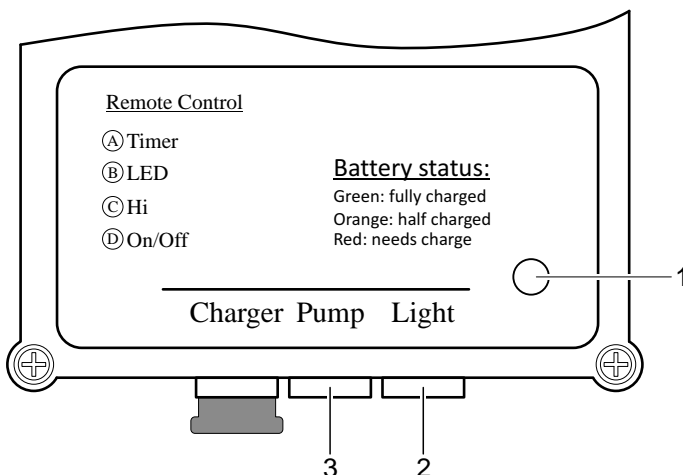 Remote Control
Ⓐ Timer
Ⓑ LED
Ⓒ Hi
Ⓓ On/Off
Battery status:
Green: fully charged
Orange: half charged
Red: needs charge
1
Charger Pump Light
3 2